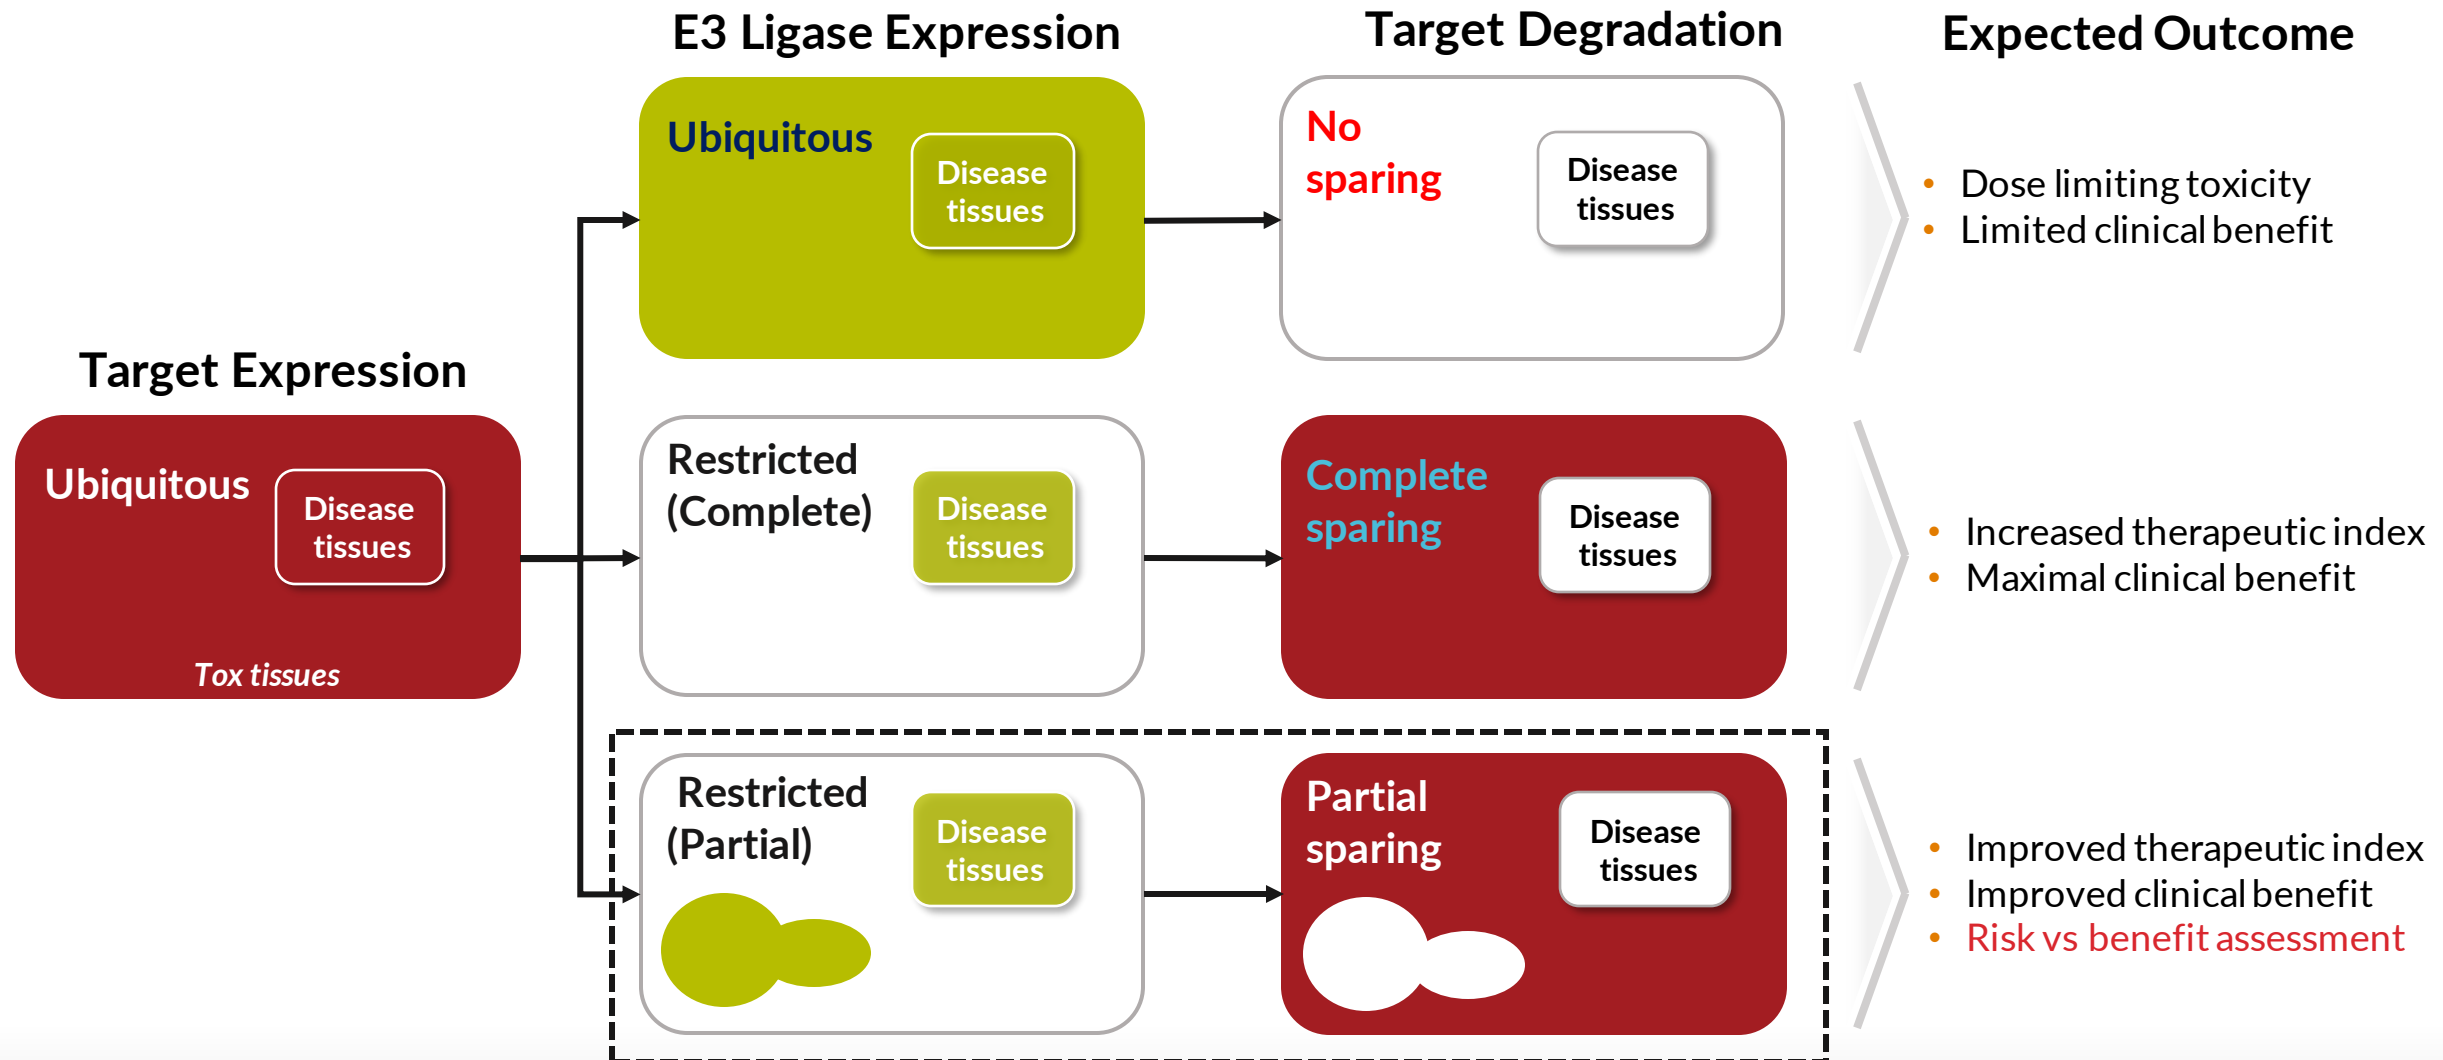 E3 Ligase Expression
Target Degradation
Expected Outcome
Ubiquitous
Disease
tissues
No
sparing
Disease
tissues
• Dose limiting toxicity
• Limited clinical benefit
Target Expression
Ubiquitous
Disease
tissues
Tox tissues
Restricted
(Complete)
Disease
tissues
Complete
sparing
Disease
tissues
• Increased therapeutic index
• Maximal clinical benefit
Restricted
(Partial)
Disease
tissues
Partial
sparing
Disease
tissues
• Improved therapeutic index
• Improved clinical benefit
• Risk vs benefit assessment